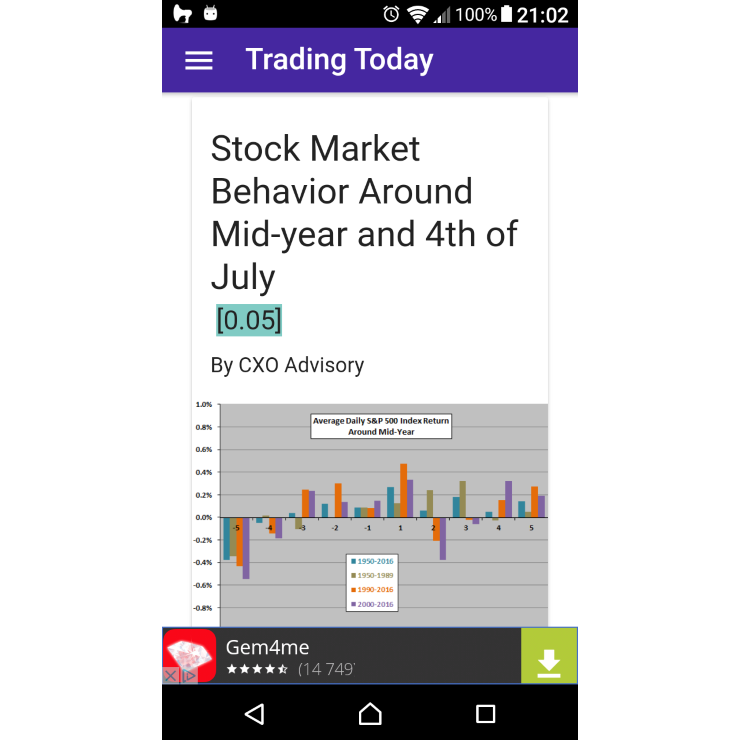 100% 21:02
Trading Today
Stock Market
Behavior Around
Mid-year and 4th of
July
[0.05]
By CXO Advisory
Average Daily S&P 500 Index Return
Around Mid-Year
1.0%
0.8%
0.6%
0.4%
0.2%
0.0%
-0.2%
-0.4%
-0.6%
-0.8%
-5 -4 -3 -2 -1 1 2 3 4 5
1950-2016
1950-1989
1990-2016
2000-2016
Gem4me
(14 749